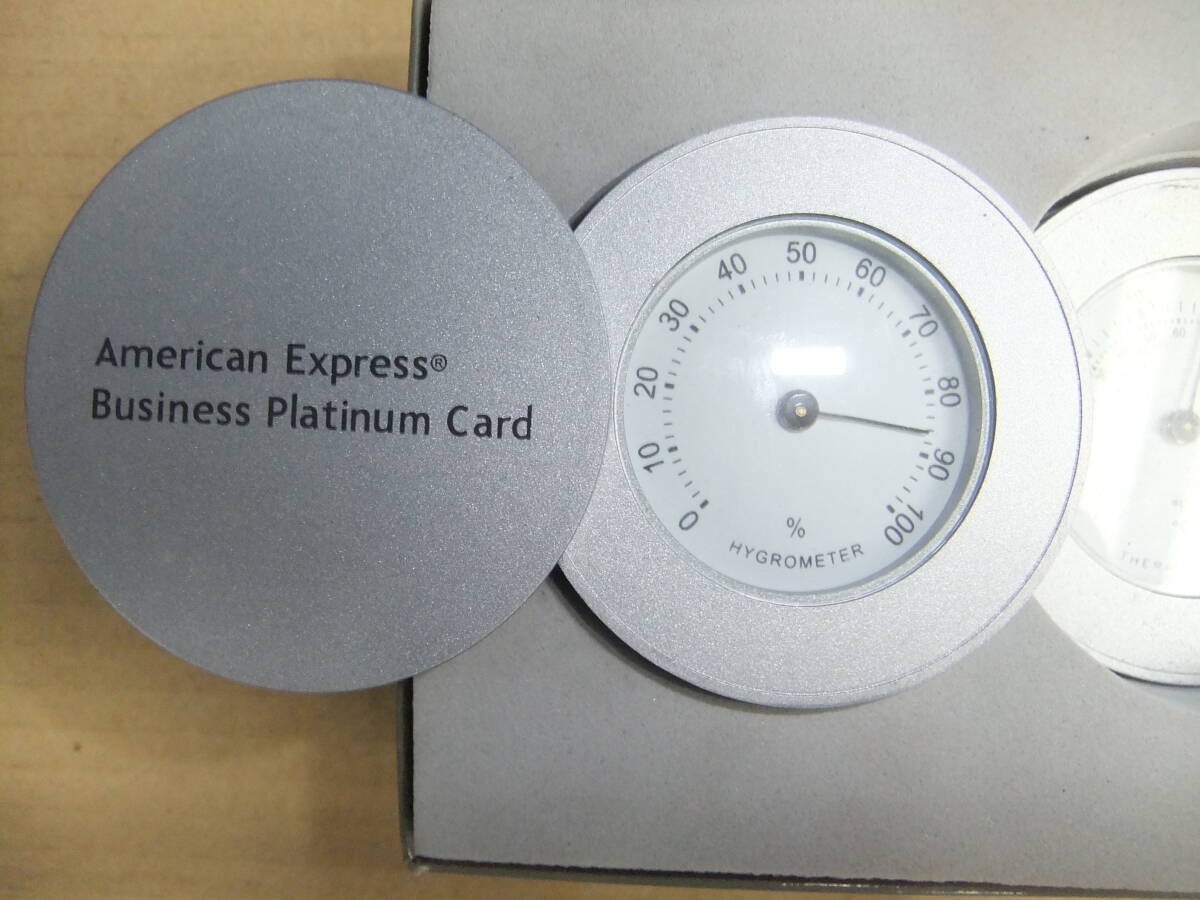 American Express®
Business Platinum Card
0 10 20 30 40 50 60 70 80 90 100
%
HYGROMETER